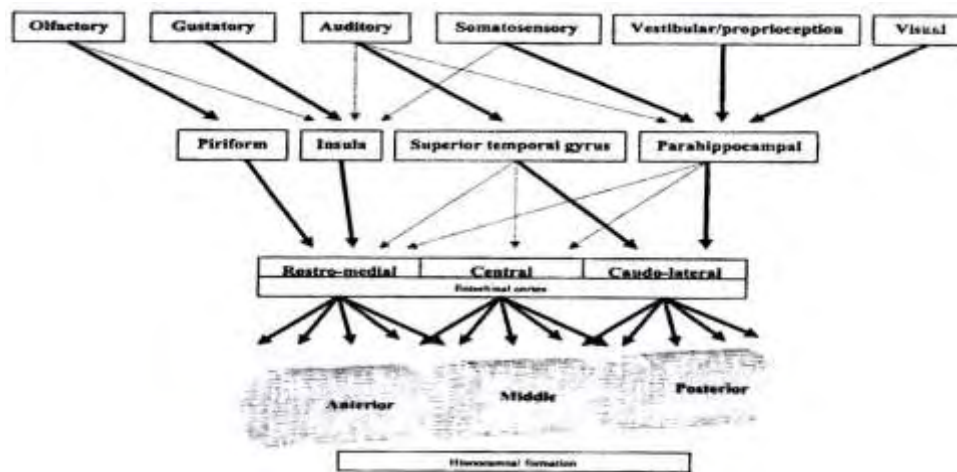 Olfactory
Gustatory
Auditory
Somatosensory
Vestibular/proprioception
Visual
Piriform
Insula
Superior temporal gyrus
Parahippocampal
Rostro-medial
Central
Caudo-lateral
Entorhinal cortex
Anterior
Middle
Posterior
Hippocampal formation